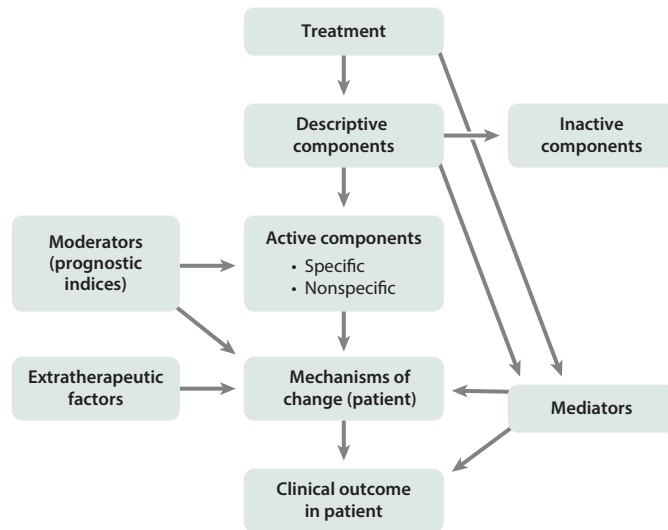 Treatment
Descriptive
components
Inactive
components
Moderators
(prognostic
indices)
Active components
• Specific
• Nonspecific
Extratherapeutic
factors
Mechanisms of
change (patient)
Mediators
Clinical outcome
in patient